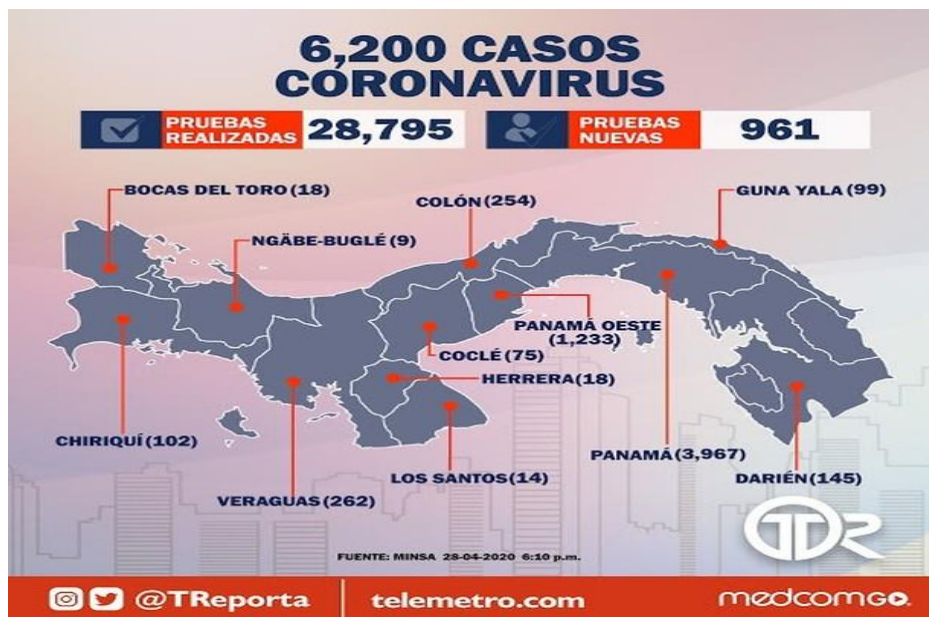 6,200 CASOS
CORONAVIRUS
PRUEBAS
REALIZADAS
28,795
PRUEBAS
NUEVAS
961
BOCAS DEL TORO (18)
NGÄBE-BUGLÉ (9)
COLÓN (254)
GUNA YALA (99)
PANAMÁ OESTE
(1,233)
COCLÉ (75)
HERRERA (18)
CHIRIQUÍ (102)
VERAGUAS (262)
LOS SANTOS (14)
PANAMÁ (3,967)
DARIÉN (145)
TR
FUENTE: MINSA 28-04-2020 6:10 p.m.
@TReporta
telemetro.com
medcomGO